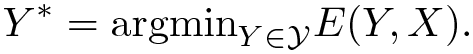 Y* = argmin_{Y∈𝒴} E(Y, X).